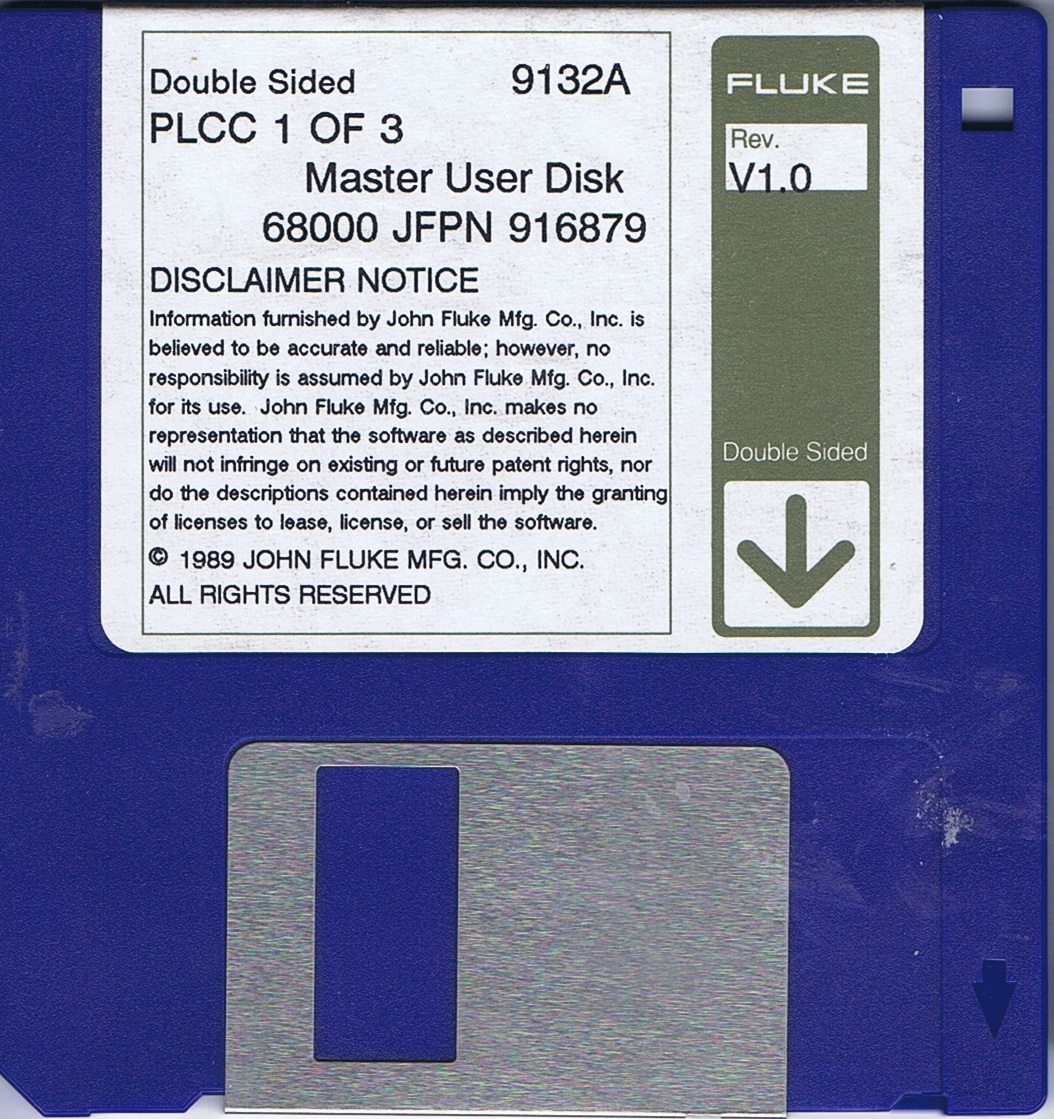 Double Sided 9132A
PLCC 1 OF 3
Master User Disk
68000 JFPN 916879
DISCLAIMER NOTICE
Information furnished by John Fluke Mfg. Co., Inc. is
believed to be accurate and reliable; however, no
responsibility is assumed by John Fluke Mfg. Co., Inc.
for its use. John Fluke Mfg. Co., Inc. makes no
representation that the software as described herein
will not infringe on existing or future patent rights, nor
do the descriptions contained herein imply the granting
of licenses to lease, license, or sell the software.
© 1989 JOHN FLUKE MFG. CO., INC.
ALL RIGHTS RESERVED
FLUKE
Rev.
V1.0
Double Sided